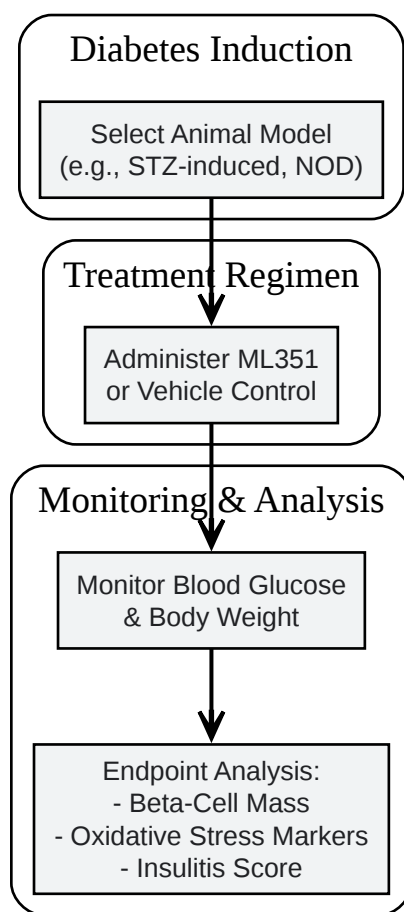 Diabetes Induction
Select Animal Model
(e.g., STZ-induced, NOD)
Treatment Regimen
Administer ML351
or Vehicle Control
Monitoring & Analysis
Monitor Blood Glucose
& Body Weight
Endpoint Analysis:
- Beta-Cell Mass
- Oxidative Stress Markers
- Insulitis Score